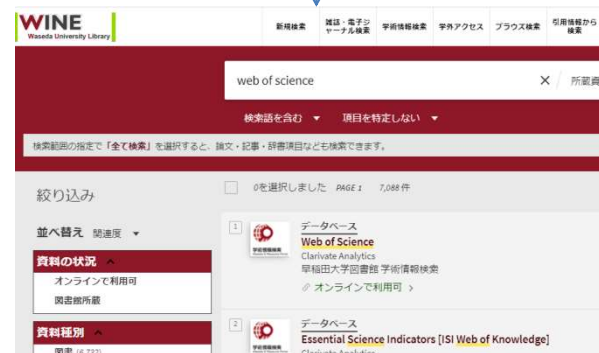 WINE
Waseda University Library
新規検索
雑誌・電子ジ
ャーナル検索
学術情報検索
学外アクセス
ブラウズ検索
引用情報から
検索
web of science
所蔵資
検索語を含む
項目を特定しない
検索範囲の指定で「全て検索」を選択すると、論文・記事・辞書項目なども検索できます。
絞り込み
0を選択しました PAGE 1 7,088 件
並べ替え 関連度
資料の状況
オンラインで利用可
図書館所蔵
資料種別
図書 (6,732)
1
データベース
Web of Science
Clarivate Analytics
早稲田大学図書館 学術情報検索
オンラインで利用可
2
データベース
Essential Science Indicators [ISI Web of Knowledge]
Clarivate Analytics